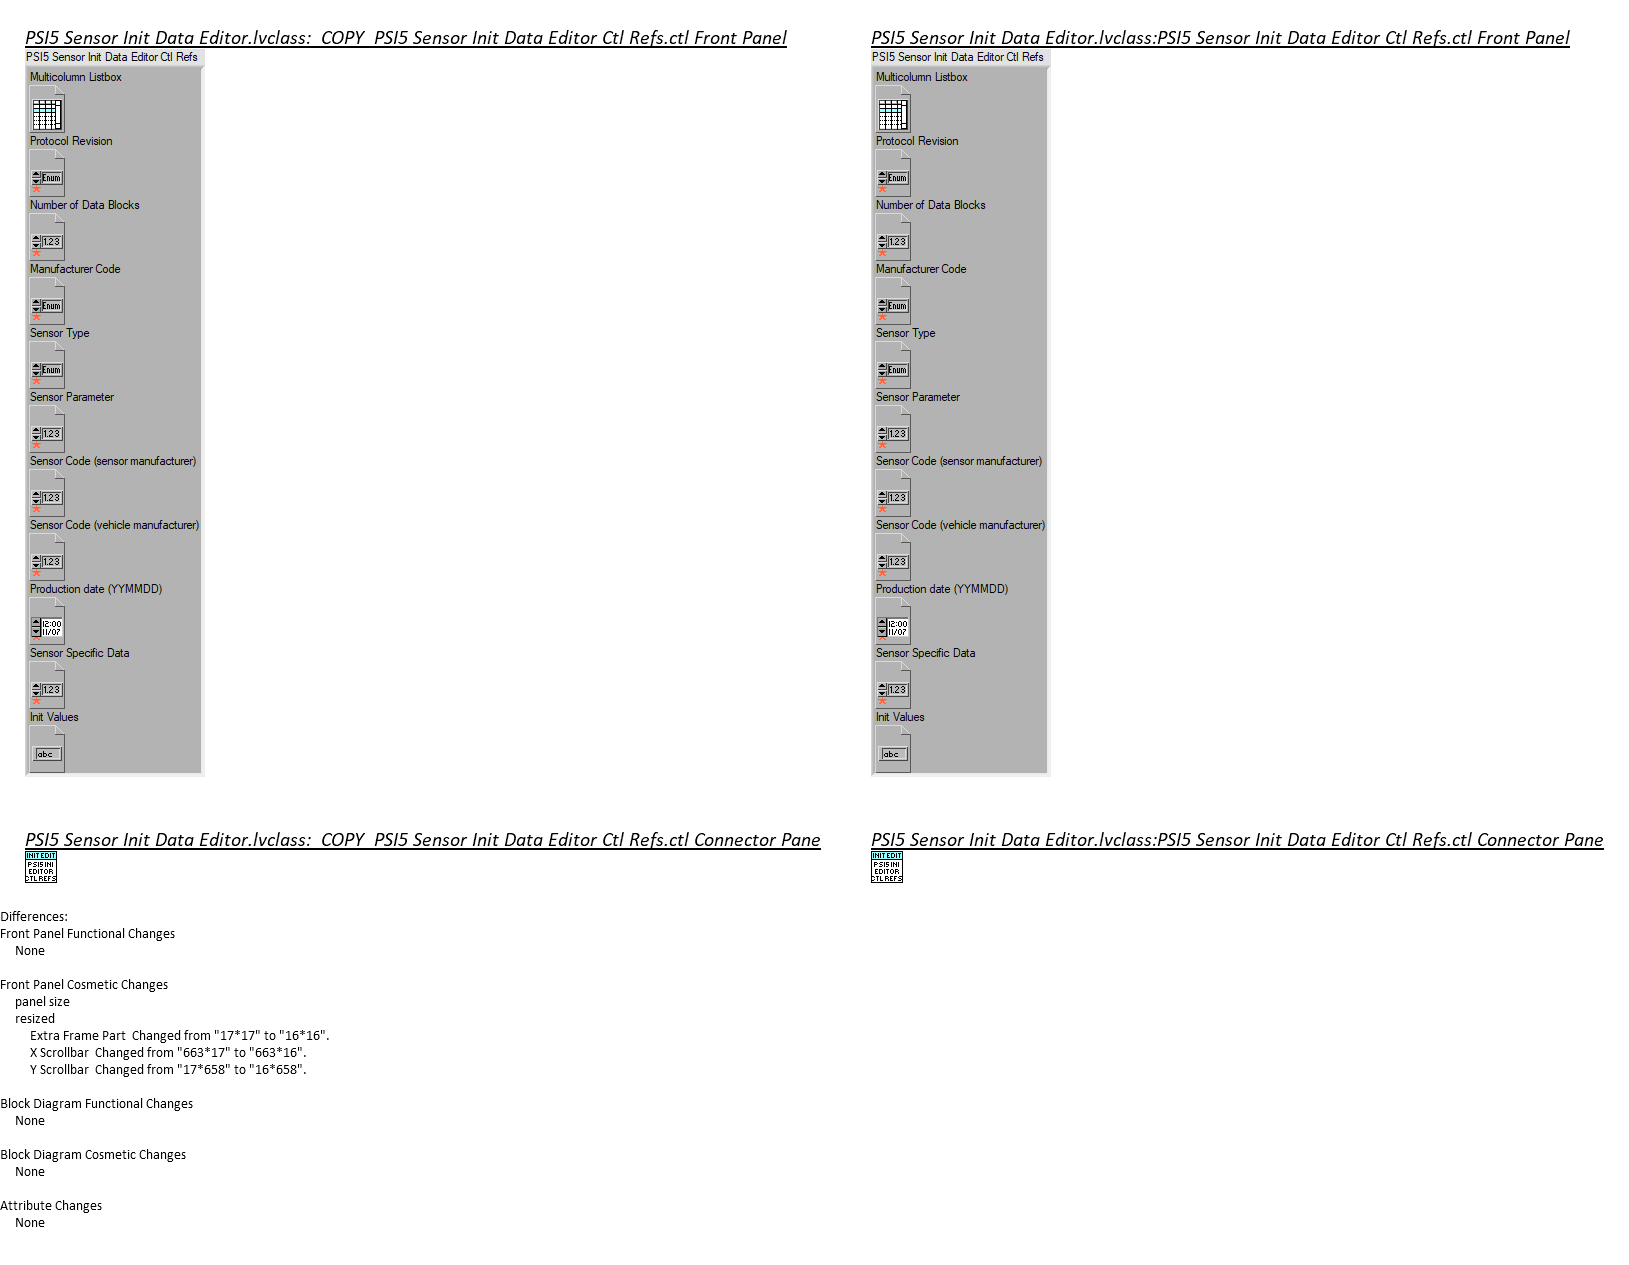 PSI5 Sensor Init Data Editor.lvclass:  COPY  PSI5 Sensor Init Data Editor Ctl Refs.ctl Front Panel
PSI5 Sensor Init Data Editor Ctl Refs
Multicolumn Listbox
Protocol Revision
Enum
Number of Data Blocks
1.23
Manufacturer Code
Enum
Sensor Type
Enum
Sensor Parameter
1.23
Sensor Code (sensor manufacturer)
1.23
Sensor Code (vehicle manufacturer)
1.23
Production date (YYMMDD)
12:00
11/07
Sensor Specific Data
1.23
Init Values
abc
PSI5 Sensor Init Data Editor.lvclass:PSI5 Sensor Init Data Editor Ctl Refs.ctl Front Panel
PSI5 Sensor Init Data Editor Ctl Refs
Multicolumn Listbox
Protocol Revision
Enum
Number of Data Blocks
1.23
Manufacturer Code
Enum
Sensor Type
Enum
Sensor Parameter
1.23
Sensor Code (sensor manufacturer)
1.23
Sensor Code (vehicle manufacturer)
1.23
Production date (YYMMDD)
12:00
11/07
Sensor Specific Data
1.23
Init Values
abc
PSI5 Sensor Init Data Editor.lvclass:  COPY  PSI5 Sensor Init Data Editor Ctl Refs.ctl Connector Pane
INIT EDIT
PSI5 INI
EDITOR
CTL REFS
PSI5 Sensor Init Data Editor.lvclass:PSI5 Sensor Init Data Editor Ctl Refs.ctl Connector Pane
INIT EDIT
PSI5 INI
EDITOR
CTL REFS
Differences:
Front Panel Functional Changes
None
Front Panel Cosmetic Changes
panel size
resized
Extra Frame Part  Changed from "17*17" to "16*16".
X Scrollbar  Changed from "663*17" to "663*16".
Y Scrollbar  Changed from "17*658" to "16*658".
Block Diagram Functional Changes
None
Block Diagram Cosmetic Changes
None
Attribute Changes
None